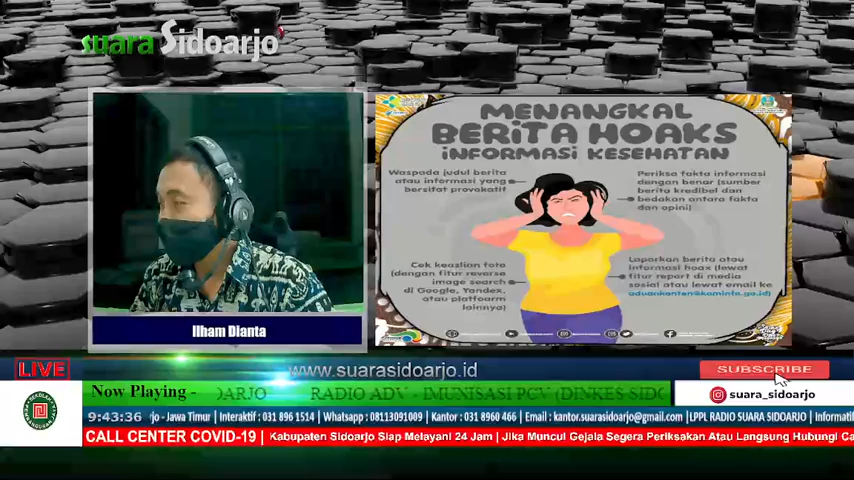 suara Sidoarjo
MENANGKAL
BERITA HOAKS
INFORMASI KESEHATAN
Waspada judul berita
atau informasi yang
bersifat provokatif
Periksa fakta informasi
dengan benar (sumber
berita kredibel dan
bedakan antara fakta
dan opini)
Cek keaslian foto
(dengan fitur reverse
image search
di Google, Yandex,
atau platfoarm
lainnya)
Laporkan berita atau
informasi hoax (lewat
fitur report di media
sosial atau lewat email ke
aduankonten@kominfo.go.id)
Ilham Dianta
LIVE
www.suarasidoarjo.id
SUBSCRIBE
Now Playing -
DARJO RADIO ADV - IMUNISASI PCV (DINKES SIDO
suara_sidoarjo
9:43:36
rjo - Jawa Timur | Interaktif : 031 896 1514 | Whatsapp : 08113091009 | Kantor : 031 8960 466 | Email : kantor.suarasidoarjo@gmail.com |LPPL RADIO SUARA SIDOARJO | Informatif
CALL CENTER COVID-19 | Kabupaten Sidoarjo Siap Melayani 24 Jam | Jika Muncul Gejala Segera Periksakan Atau Langsung Hubungi Ca